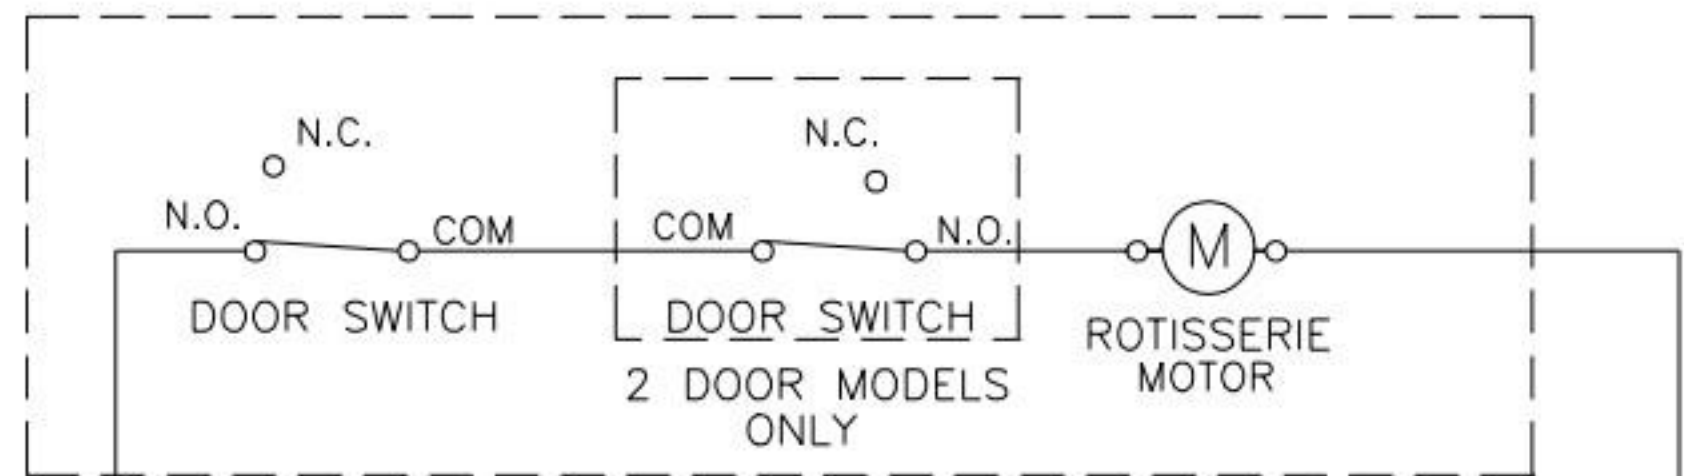 N.C.
N.O.
COM
DOOR SWITCH
N.C.
COM
N.O.
DOOR SWITCH
2 DOOR MODELS
ONLY
M
ROTISSERIE
MOTOR